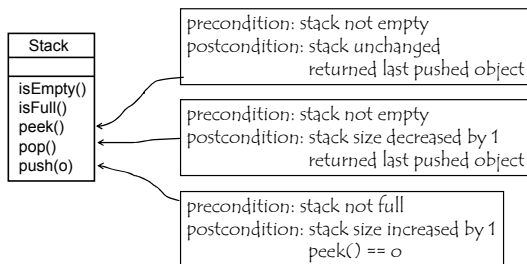 Stack
isEmpty()
isFull()
peek()
pop()
push(o)
precondition: stack not empty
postcondition: stack unchanged
returned last pushed object
precondition: stack not empty
postcondition: stack size decreased by 1
returned last pushed object
precondition: stack not full
postcondition: stack size increased by 1
peek() == o